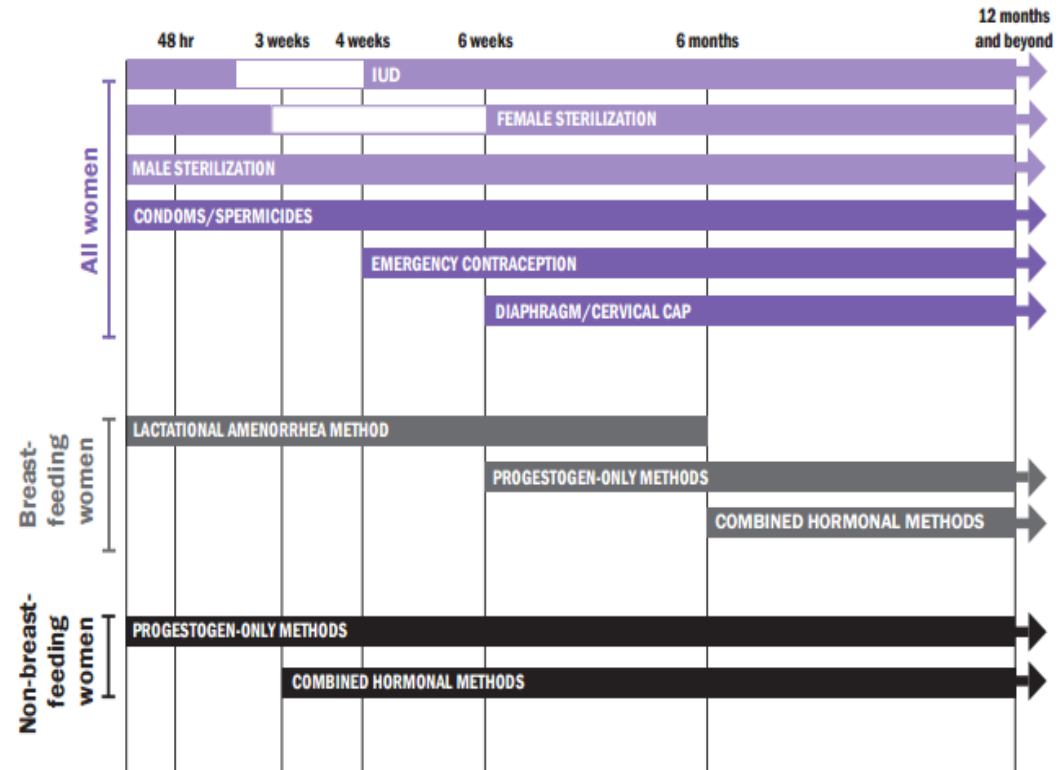 12 months
48 hr 3 weeks 4 weeks 6 weeks 6 months and beyond
All women
IUD
FEMALE STERILIZATION
MALE STERILIZATION
CONDOMS/SPERMICIDES
EMERGENCY CONTRACEPTION
DIAPHRAGM/CERVICAL CAP
Breast-
feeding
women
LACTATIONAL AMENORRHEA METHOD
PROGESTOGEN-ONLY METHODS
COMBINED HORMONAL METHODS
Non-breast-
feeding
women
PROGESTOGEN-ONLY METHODS
COMBINED HORMONAL METHODS